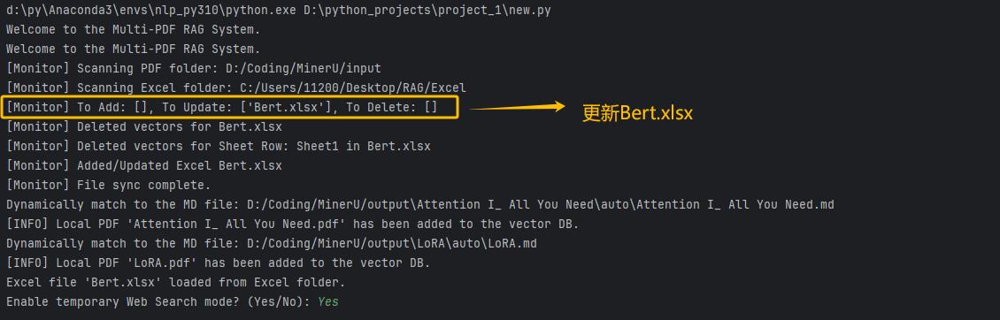 d:\py\Anaconda3\envs\nlp_py310\python.exe D:\python_projects\project_1\new.py
Welcome to the Multi-PDF RAG System.
Welcome to the Multi-PDF RAG System.
[Monitor] Scanning PDF folder: D:/Coding/MinerU/input
[Monitor] Scanning Excel folder: C:/Users/11200/Desktop/RAG/Excel
[Monitor] To Add: [], To Update: ['Bert.xlsx'], To Delete: []
更新Bert.xlsx
[Monitor] Deleted vectors for Bert.xlsx
[Monitor] Deleted vectors for Sheet Row: Sheet1 in Bert.xlsx
[Monitor] Added/Updated Excel Bert.xlsx
[Monitor] File sync complete.
Dynamically match to the MD file: D:/Coding/MinerU/output\Attention I_ All You Need\auto\Attention I_ All You Need.md
[INFO] Local PDF 'Attention I_ All You Need.pdf' has been added to the vector DB.
Dynamically match to the MD file: D:/Coding/MinerU/output\LoRA\auto\LoRA.md
[INFO] Local PDF 'LoRA.pdf' has been added to the vector DB.
Excel file 'Bert.xlsx' loaded from Excel folder.
Enable temporary Web Search mode? (Yes/No): Yes